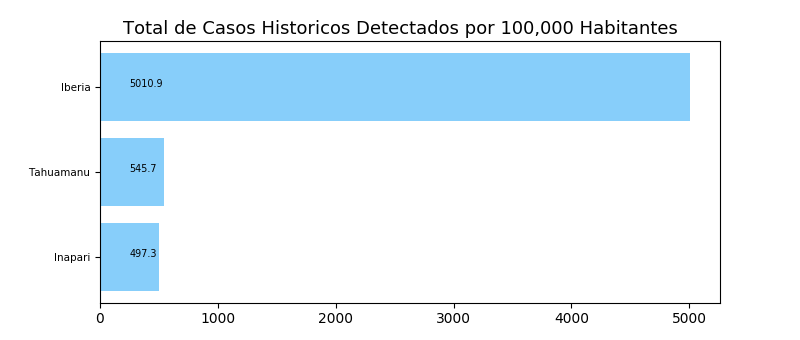 Total de Casos Historicos Detectados por 100,000 Habitantes
Iberia
5010.9
Tahuamanu
545.7
Inapari
497.3
0 1000 2000 3000 4000 5000